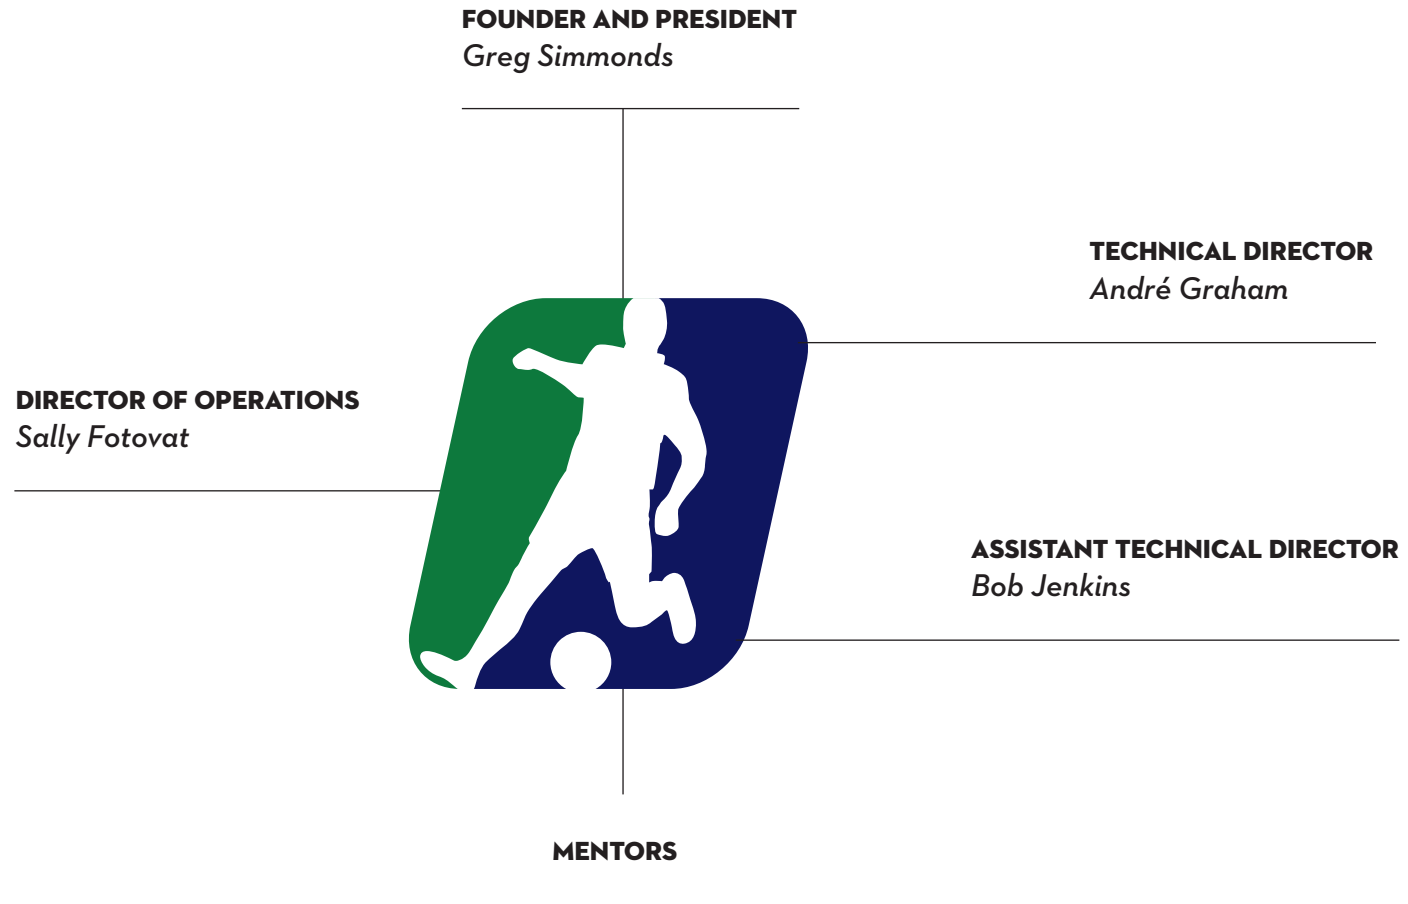 FOUNDER AND PRESIDENT
Greg Simmonds
TECHNICAL DIRECTOR
André Graham
DIRECTOR OF OPERATIONS
Sally Fotovat
ASSISTANT TECHNICAL DIRECTOR
Bob Jenkins
MENTORS